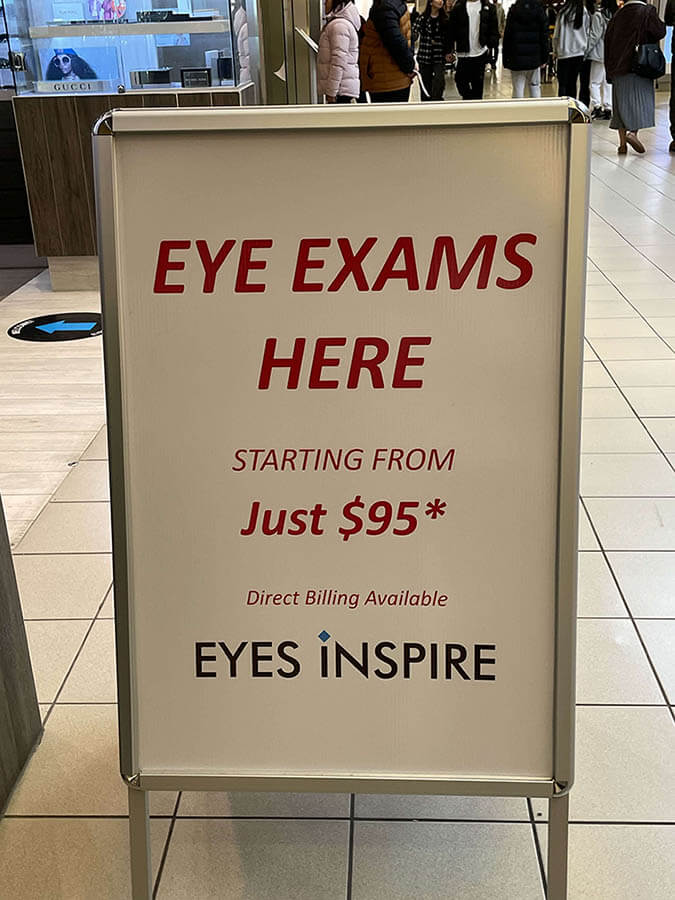 GUCCI
EYE EXAMS
HERE
STARTING FROM
Just $95*
Direct Billing Available
EYES iNSPIRE